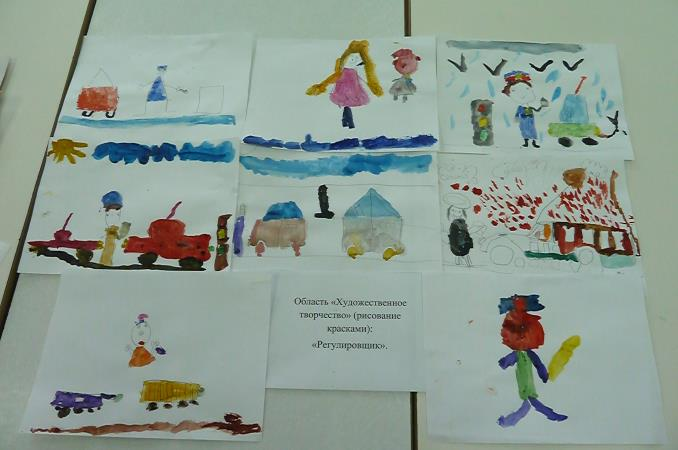 Область «Художественное
творчество» (рисование
красками):
«Регулировщик».